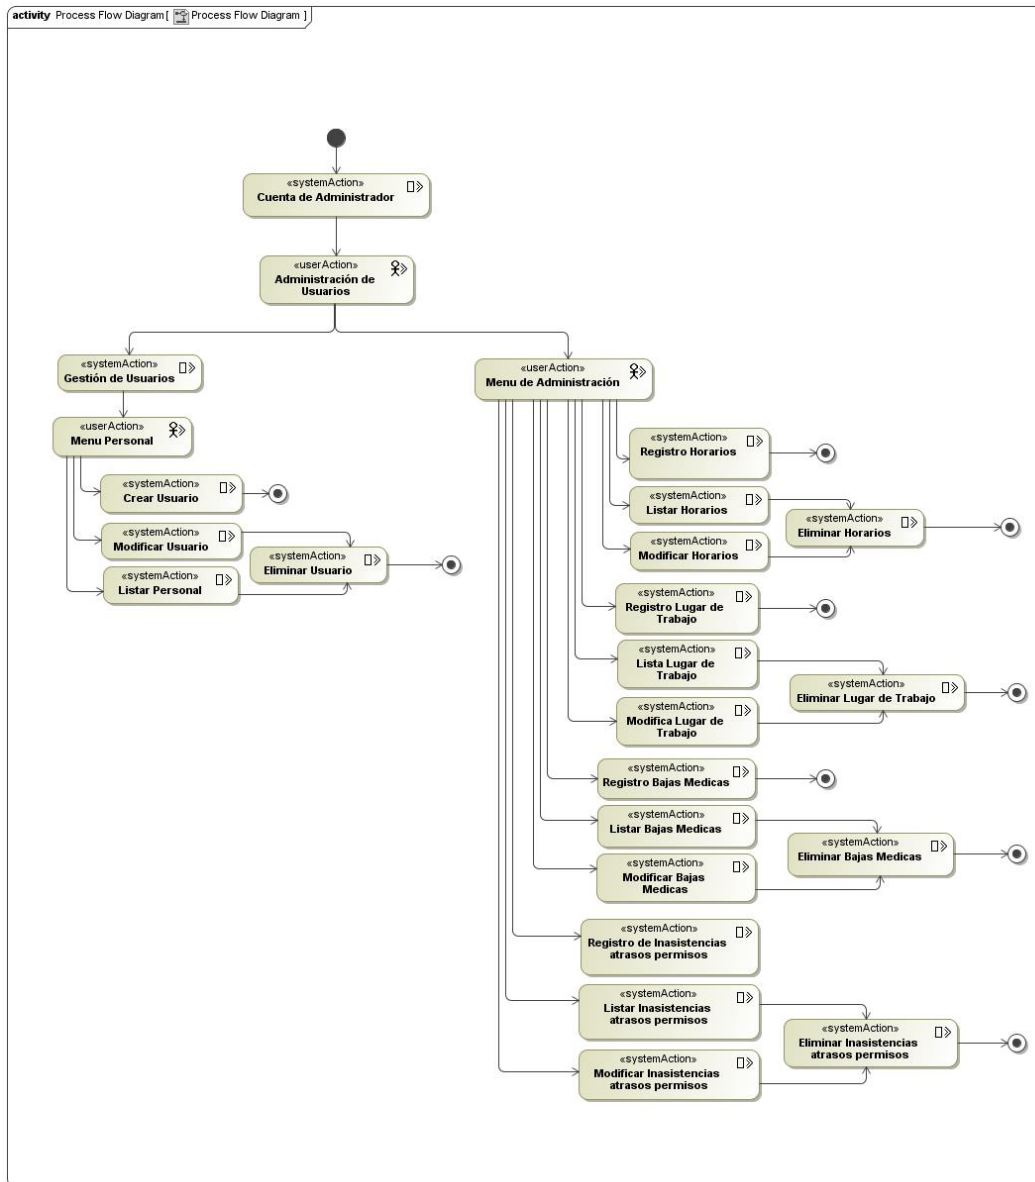 activity Process Flow Diagram [ Process Flow Diagram ]
«systemAction»
Cuenta de Administrador
«userAction»
Administración de
Usuarios
«systemAction»
Gestión de Usuarios
«userAction»
Menu Personal
«systemAction»
Crear Usuario
«systemAction»
Modificar Usuario
«systemAction»
Listar Personal
«systemAction»
Eliminar Usuario
«userAction»
Menu de Administración
«systemAction»
Registro Horarios
«systemAction»
Listar Horarios
«systemAction»
Modificar Horarios
«systemAction»
Eliminar Horarios
«systemAction»
Registro Lugar de
Trabajo
«systemAction»
Lista Lugar de
Trabajo
«systemAction»
Modifica Lugar de
Trabajo
«systemAction»
Eliminar Lugar de Trabajo
«systemAction»
Registro Bajas Medicas
«systemAction»
Listar Bajas Medicas
«systemAction»
Modificar Bajas
Medicas
«systemAction»
Eliminar Bajas Medicas
«systemAction»
Registro de Inasistencias
atrasos permisos
«systemAction»
Listar Inasistencias
atrasos permisos
«systemAction»
Modificar Inasistencias
atrasos permisos
«systemAction»
Eliminar Inasistencias
atrasos permisos